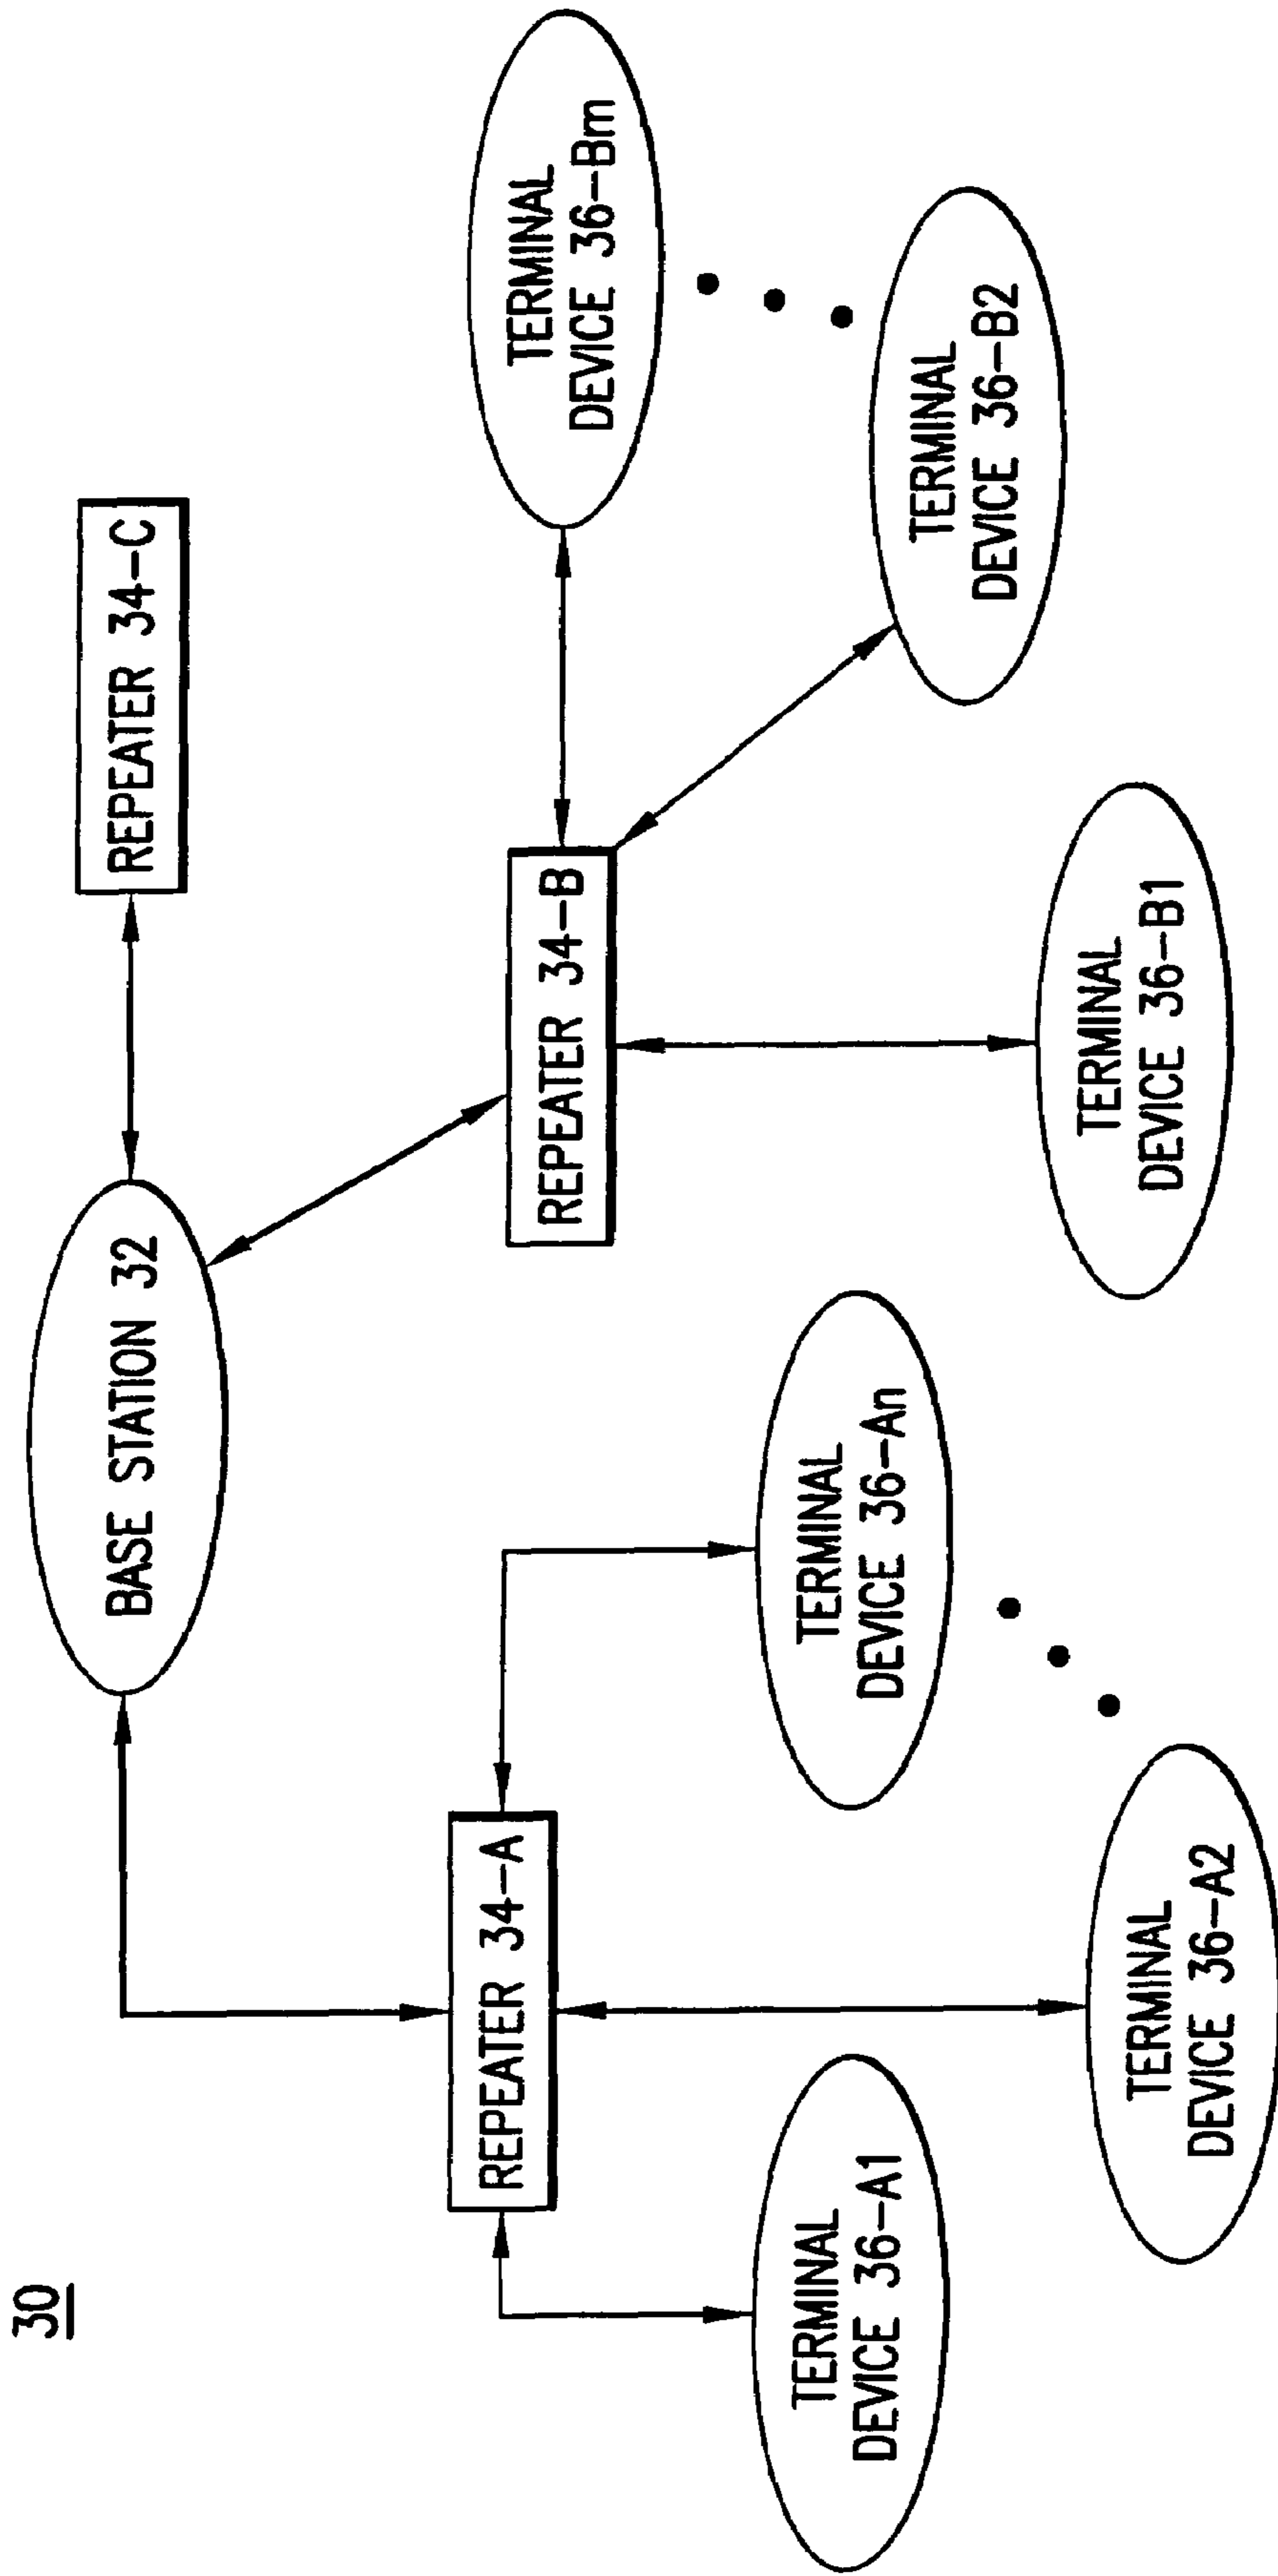 30
BASE STATION 32
REPEATER 34-C
REPEATER 34-A
REPEATER 34-B
TERMINAL
DEVICE 36-Bm
TERMINAL
DEVICE 36-A1
TERMINAL
DEVICE 36-An
TERMINAL
DEVICE 36-B2
TERMINAL
DEVICE 36-A2
TERMINAL
DEVICE 36-B1